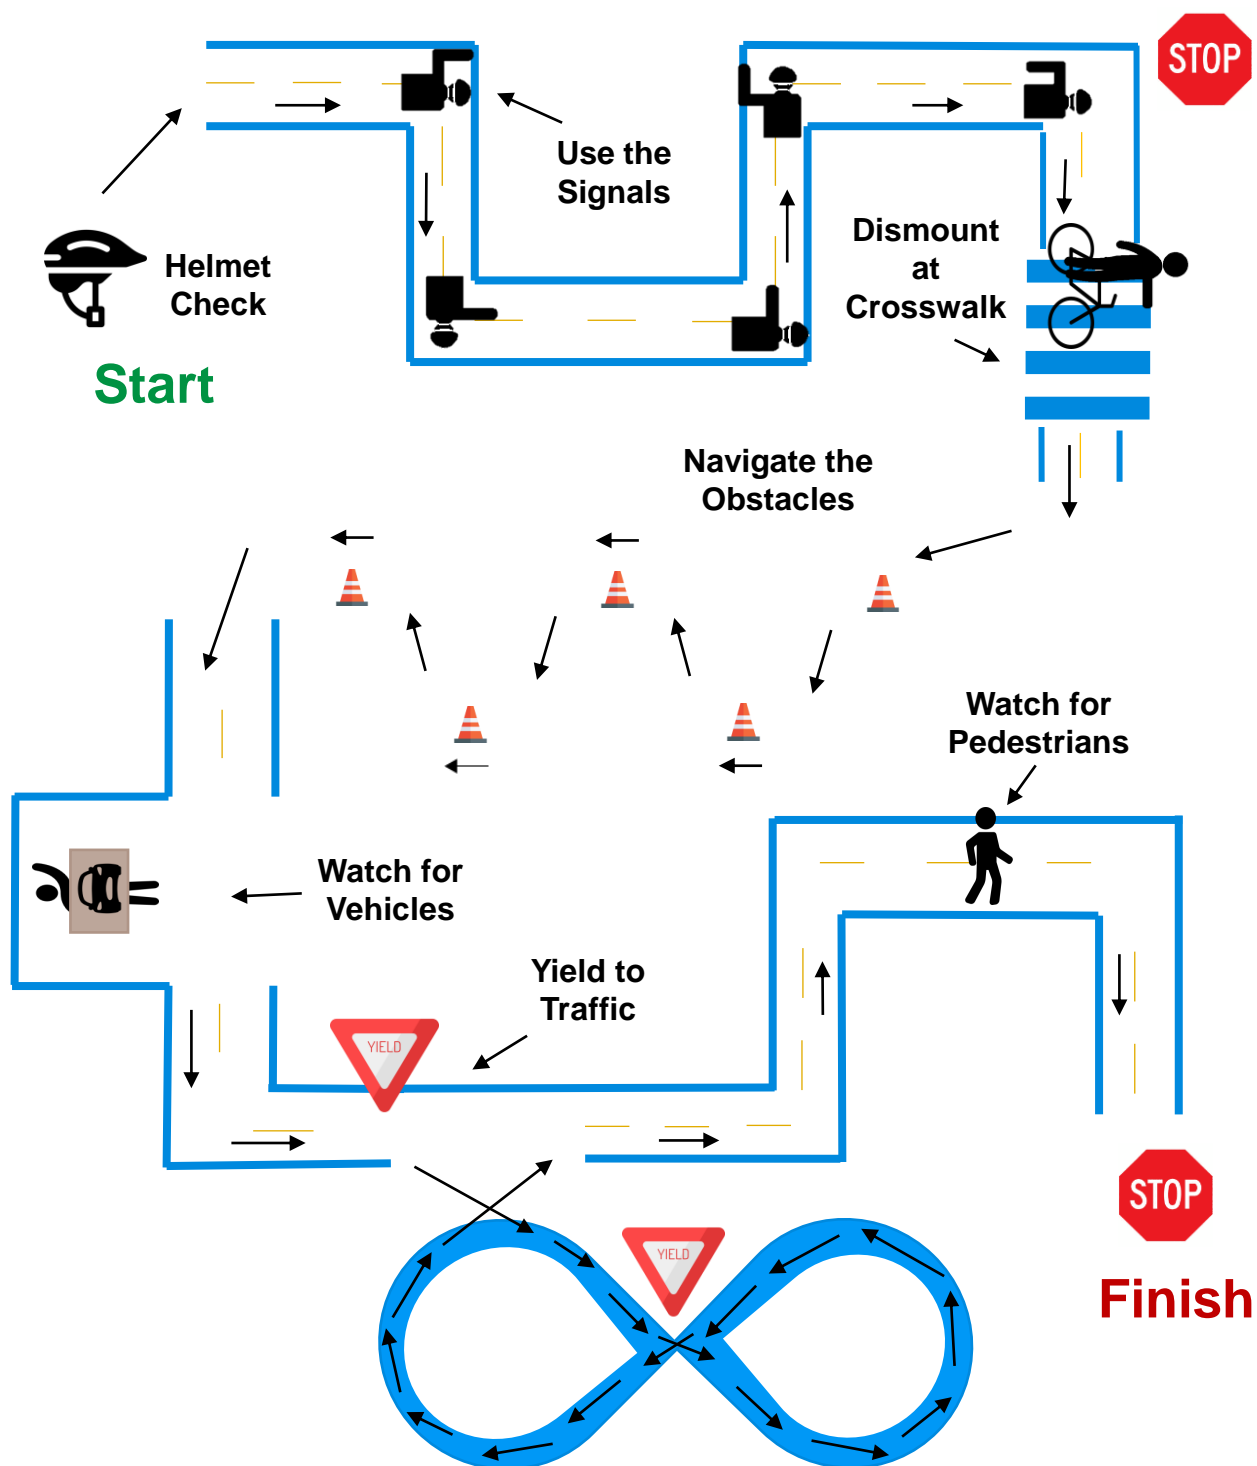 STOP
Use the
Signals
Helmet
Check
Start
Dismount
at
Crosswalk
Navigate the
Obstacles
Watch for
Pedestrians
Watch for
Vehicles
Yield to
Traffic
YIELD
YIELD
STOP
Finish